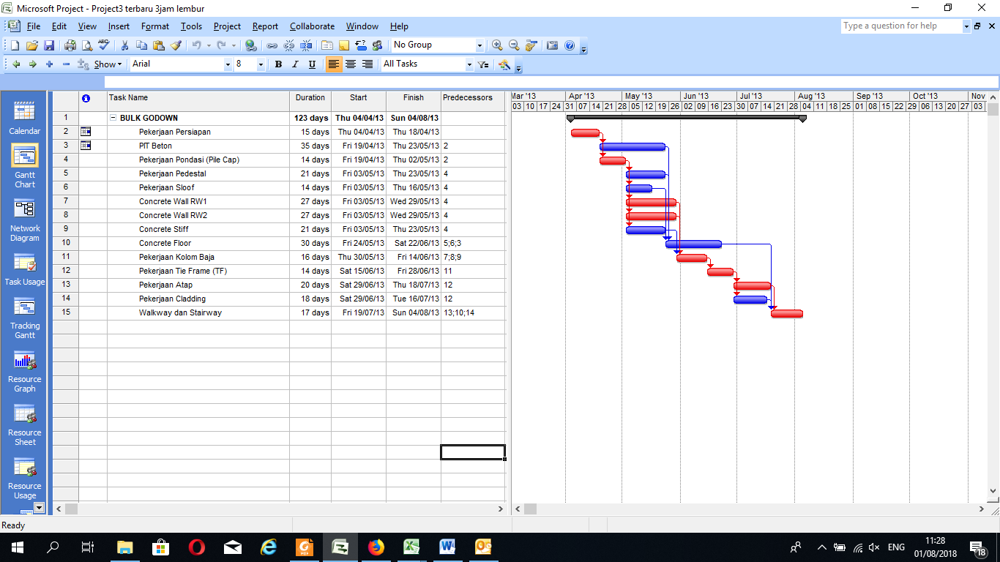 Microsoft Project - Project3 terbaru 3jam lembur
File Edit View Insert Format Tools Project Report Collaborate Window Help
Type a question for help
No Group
Show Arial 8 B I U All Tasks
Task Name Duration Start Finish Predecessors
Mar '13 Apr '13 May '13 Jun '13 Jul '13 Aug '13 Sep '13 Oct '13 Nov
03 10 17 24 31 07 14 21 28 05 12 19 26 02 09 16 23 30 07 14 21 28 04 11 18 25 01 08 15 22 29 06 13 20 27 03
1 BULK GODOWN 123 days Thu 04/04/13 Sun 04/08/13
2 Pekerjaan Persiapan 15 days Thu 04/04/13 Thu 18/04/13
3 PIT Beton 35 days Fri 19/04/13 Thu 23/05/13 2
4 Pekerjaan Pondasi (Pile Cap) 14 days Fri 19/04/13 Thu 02/05/13 2
5 Pekerjaan Pedestal 21 days Fri 03/05/13 Thu 23/05/13 4
6 Pekerjaan Sloof 14 days Fri 03/05/13 Thu 16/05/13 4
7 Concrete Wall RW1 27 days Fri 03/05/13 Wed 29/05/13 4
8 Concrete Wall RW2 27 days Fri 03/05/13 Wed 29/05/13 4
9 Concrete Stiff 21 days Fri 03/05/13 Thu 23/05/13 4
10 Concrete Floor 30 days Fri 24/05/13 Sat 22/06/13 5;6;3
11 Pekerjaan Kolom Baja 16 days Thu 30/05/13 Fri 14/06/13 7;8;9
12 Pekerjaan Tie Frame (TF) 14 days Sat 15/06/13 Fri 28/06/13 11
13 Pekerjaan Atap 20 days Sat 29/06/13 Thu 18/07/13 12
14 Pekerjaan Cladding 18 days Sat 29/06/13 Tue 16/07/13 12
15 Walkway dan Stairway 17 days Fri 19/07/13 Sun 04/08/13 13;10;14
Calendar
Gantt
Chart
Network
Diagram
Task Usage
Tracking
Gantt
Resource
Graph
Resource
Sheet
Resource
Usage
Ready
ENG
11:28
01/08/2018
18